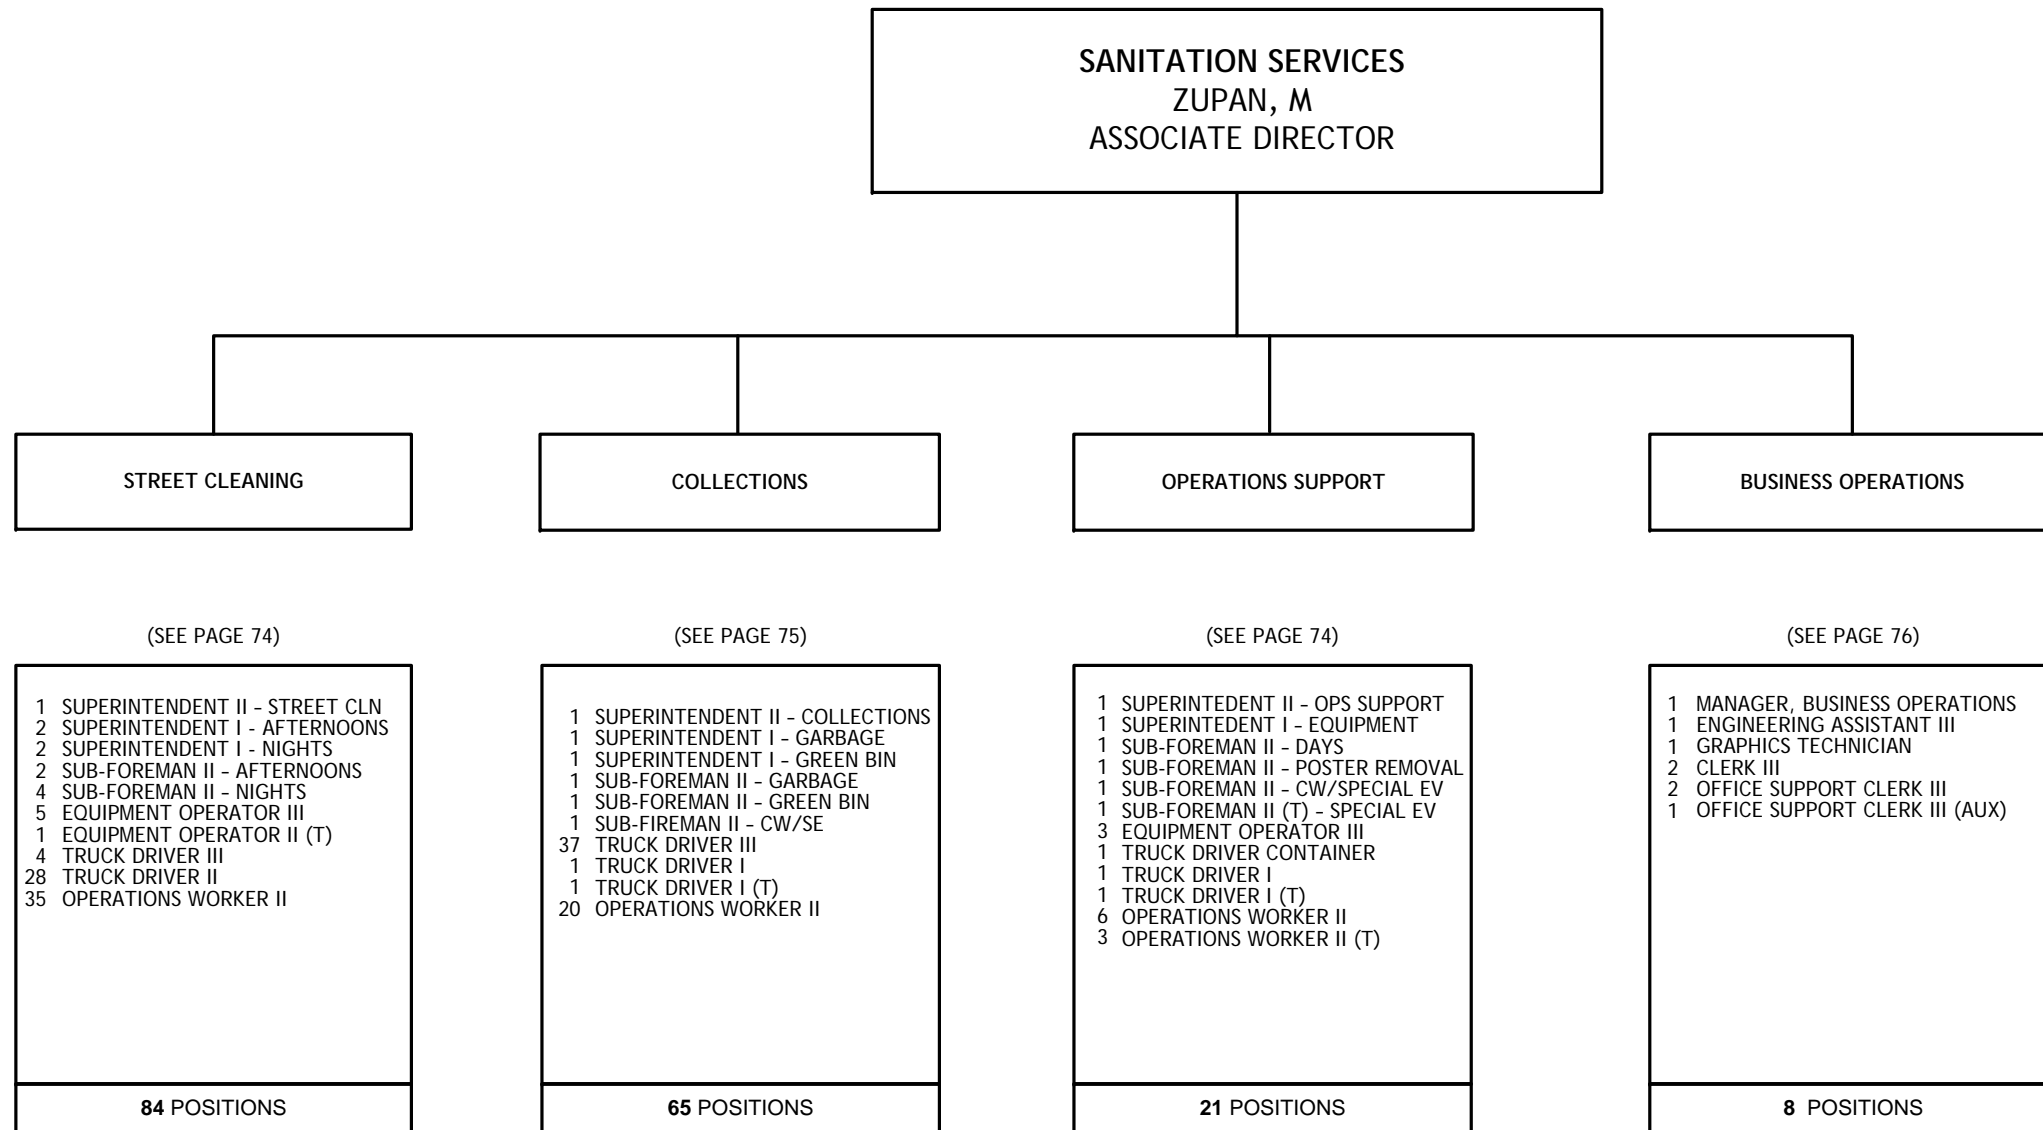 SANITATION SERVICES
ZUPAN, M
ASSOCIATE DIRECTOR
STREET CLEANING
COLLECTIONS
OPERATIONS SUPPORT
BUSINESS OPERATIONS
(SEE PAGE 74)
(SEE PAGE 75)
(SEE PAGE 74)
(SEE PAGE 76)
1 SUPERINTENDENT II - STREET CLN
2 SUPERINTENDENT I - AFTERNOONS
2 SUPERINTENDENT I - NIGHTS
2 SUB-FOREMAN II - AFTERNOONS
4 SUB-FOREMAN II - NIGHTS
5 EQUIPMENT OPERATOR III
1 EQUIPMENT OPERATOR II (T)
4 TRUCK DRIVER III
28 TRUCK DRIVER II
35 OPERATIONS WORKER II
84 POSITIONS
1 SUPERINTENDENT II - COLLECTIONS
1 SUPERINTENDENT I - GARBAGE
1 SUPERINTENDENT I - GREEN BIN
1 SUB-FOREMAN II - GARBAGE
1 SUB-FOREMAN II - GREEN BIN
1 SUB-FIREMAN II - CW/SE
37 TRUCK DRIVER III
1 TRUCK DRIVER I
1 TRUCK DRIVER I (T)
20 OPERATIONS WORKER II
65 POSITIONS
1 SUPERINTEDENT II - OPS SUPPORT
1 SUPERINTEDENT I - EQUIPMENT
1 SUB-FOREMAN II - DAYS
1 SUB-FOREMAN II - POSTER REMOVAL
1 SUB-FOREMAN II - CW/SPECIAL EV
1 SUB-FOREMAN II (T) - SPECIAL EV
3 EQUIPMENT OPERATOR III
1 TRUCK DRIVER CONTAINER
1 TRUCK DRIVER I
1 TRUCK DRIVER I (T)
6 OPERATIONS WORKER II
3 OPERATIONS WORKER II (T)
21 POSITIONS
1 MANAGER, BUSINESS OPERATIONS
1 ENGINEERING ASSISTANT III
1 GRAPHICS TECHNICIAN
2 CLERK III
2 OFFICE SUPPORT CLERK III
1 OFFICE SUPPORT CLERK III (AUX)
8 POSITIONS